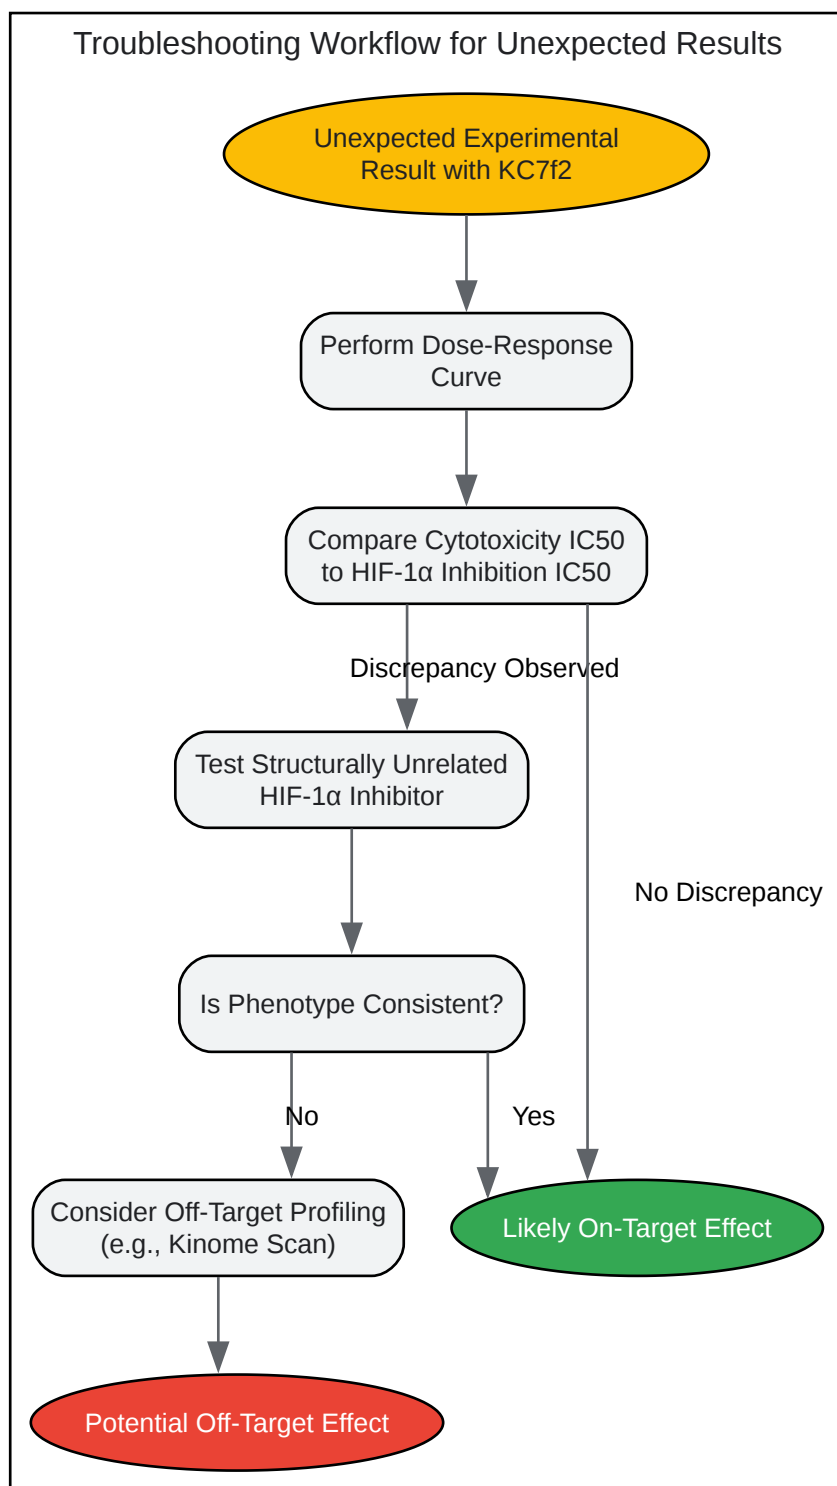 Troubleshooting Workflow for Unexpected Results
Unexpected Experimental
Result with KC7f2
Perform Dose-Response
Curve
Compare Cytotoxicity IC50
to HIF-1α Inhibition IC50
Discrepancy Observed
Test Structurally Unrelated
HIF-1α Inhibitor
No Discrepancy
Is Phenotype Consistent?
No
Yes
Consider Off-Target Profiling
(e.g., Kinome Scan)
Likely On-Target Effect
Potential Off-Target Effect